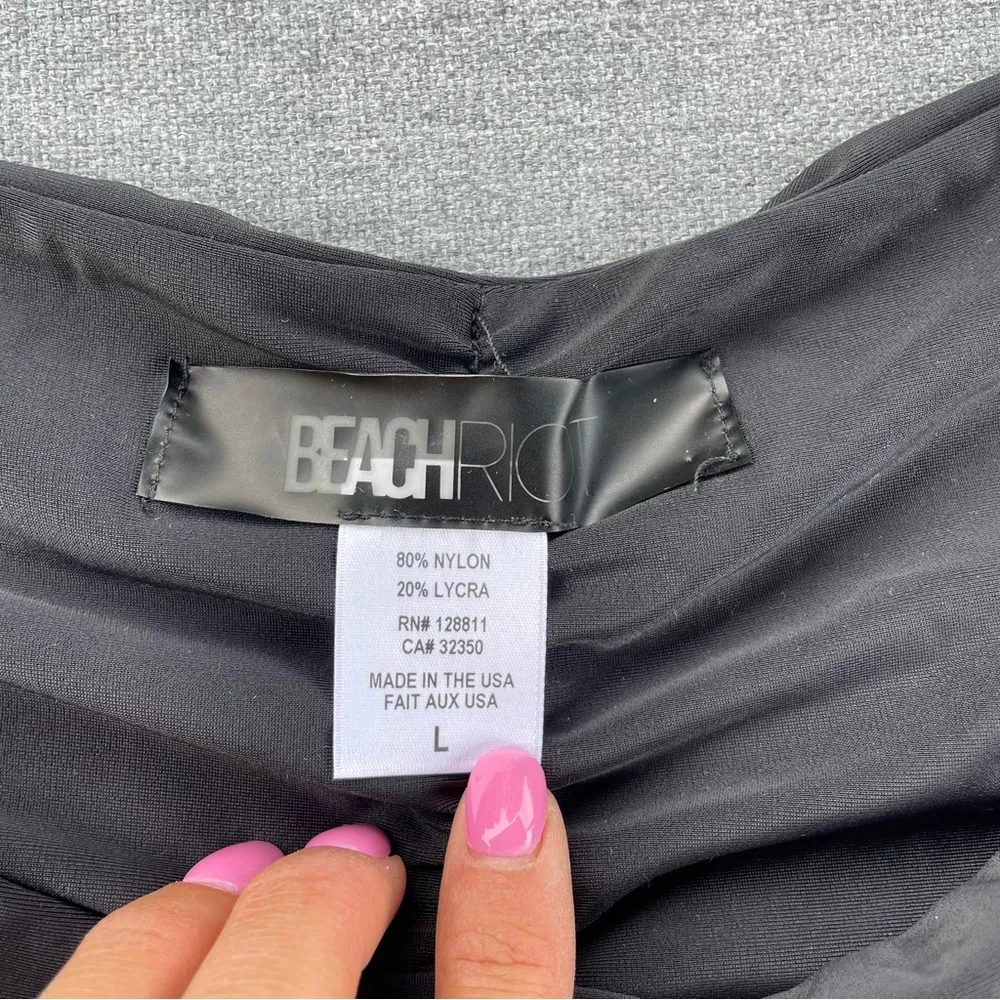 BEACHRIOT
80% NYLON
20% LYCRA
RN# 128811
CA# 32350
MADE IN THE USA
FAIT AUX USA
L